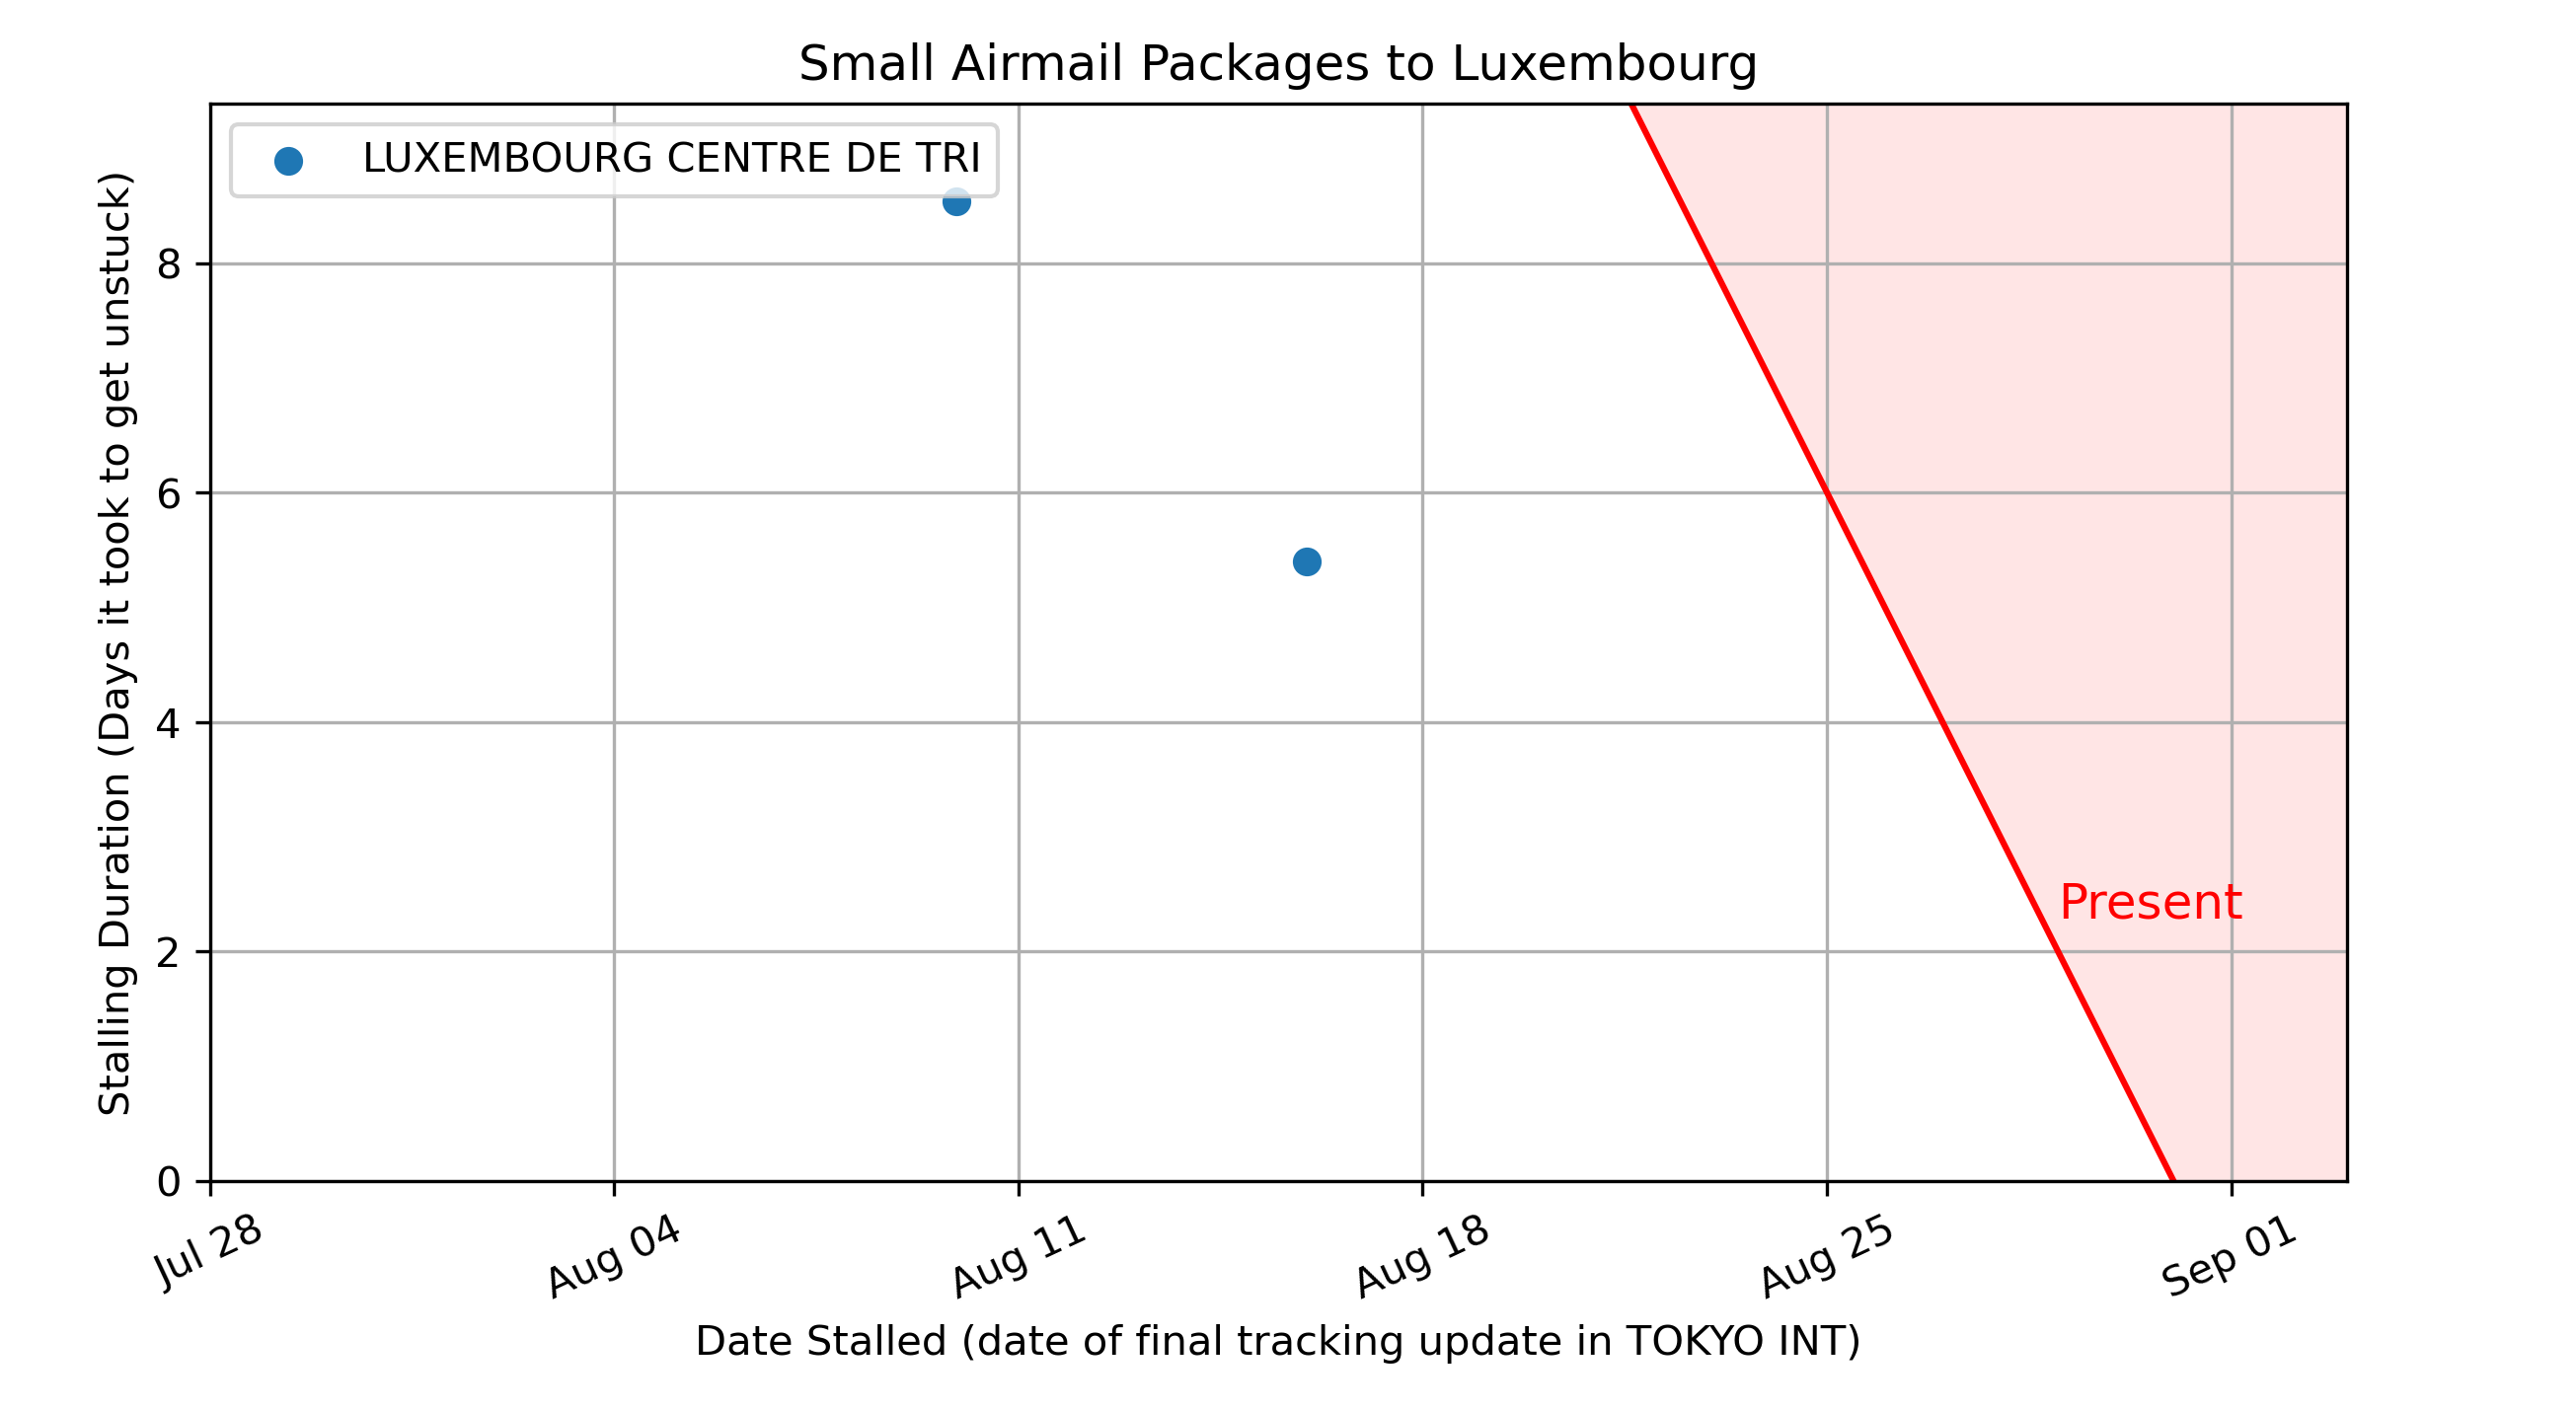 Small Airmail Packages to Luxembourg
LUXEMBOURG CENTRE DE TRI
Stalling Duration (Days it took to get unstuck)
8
6
4
2
0
Present
Jul 28
Aug 04
Aug 11
Aug 18
Aug 25
Sep 01
Date Stalled (date of final tracking update in TOKYO INT)